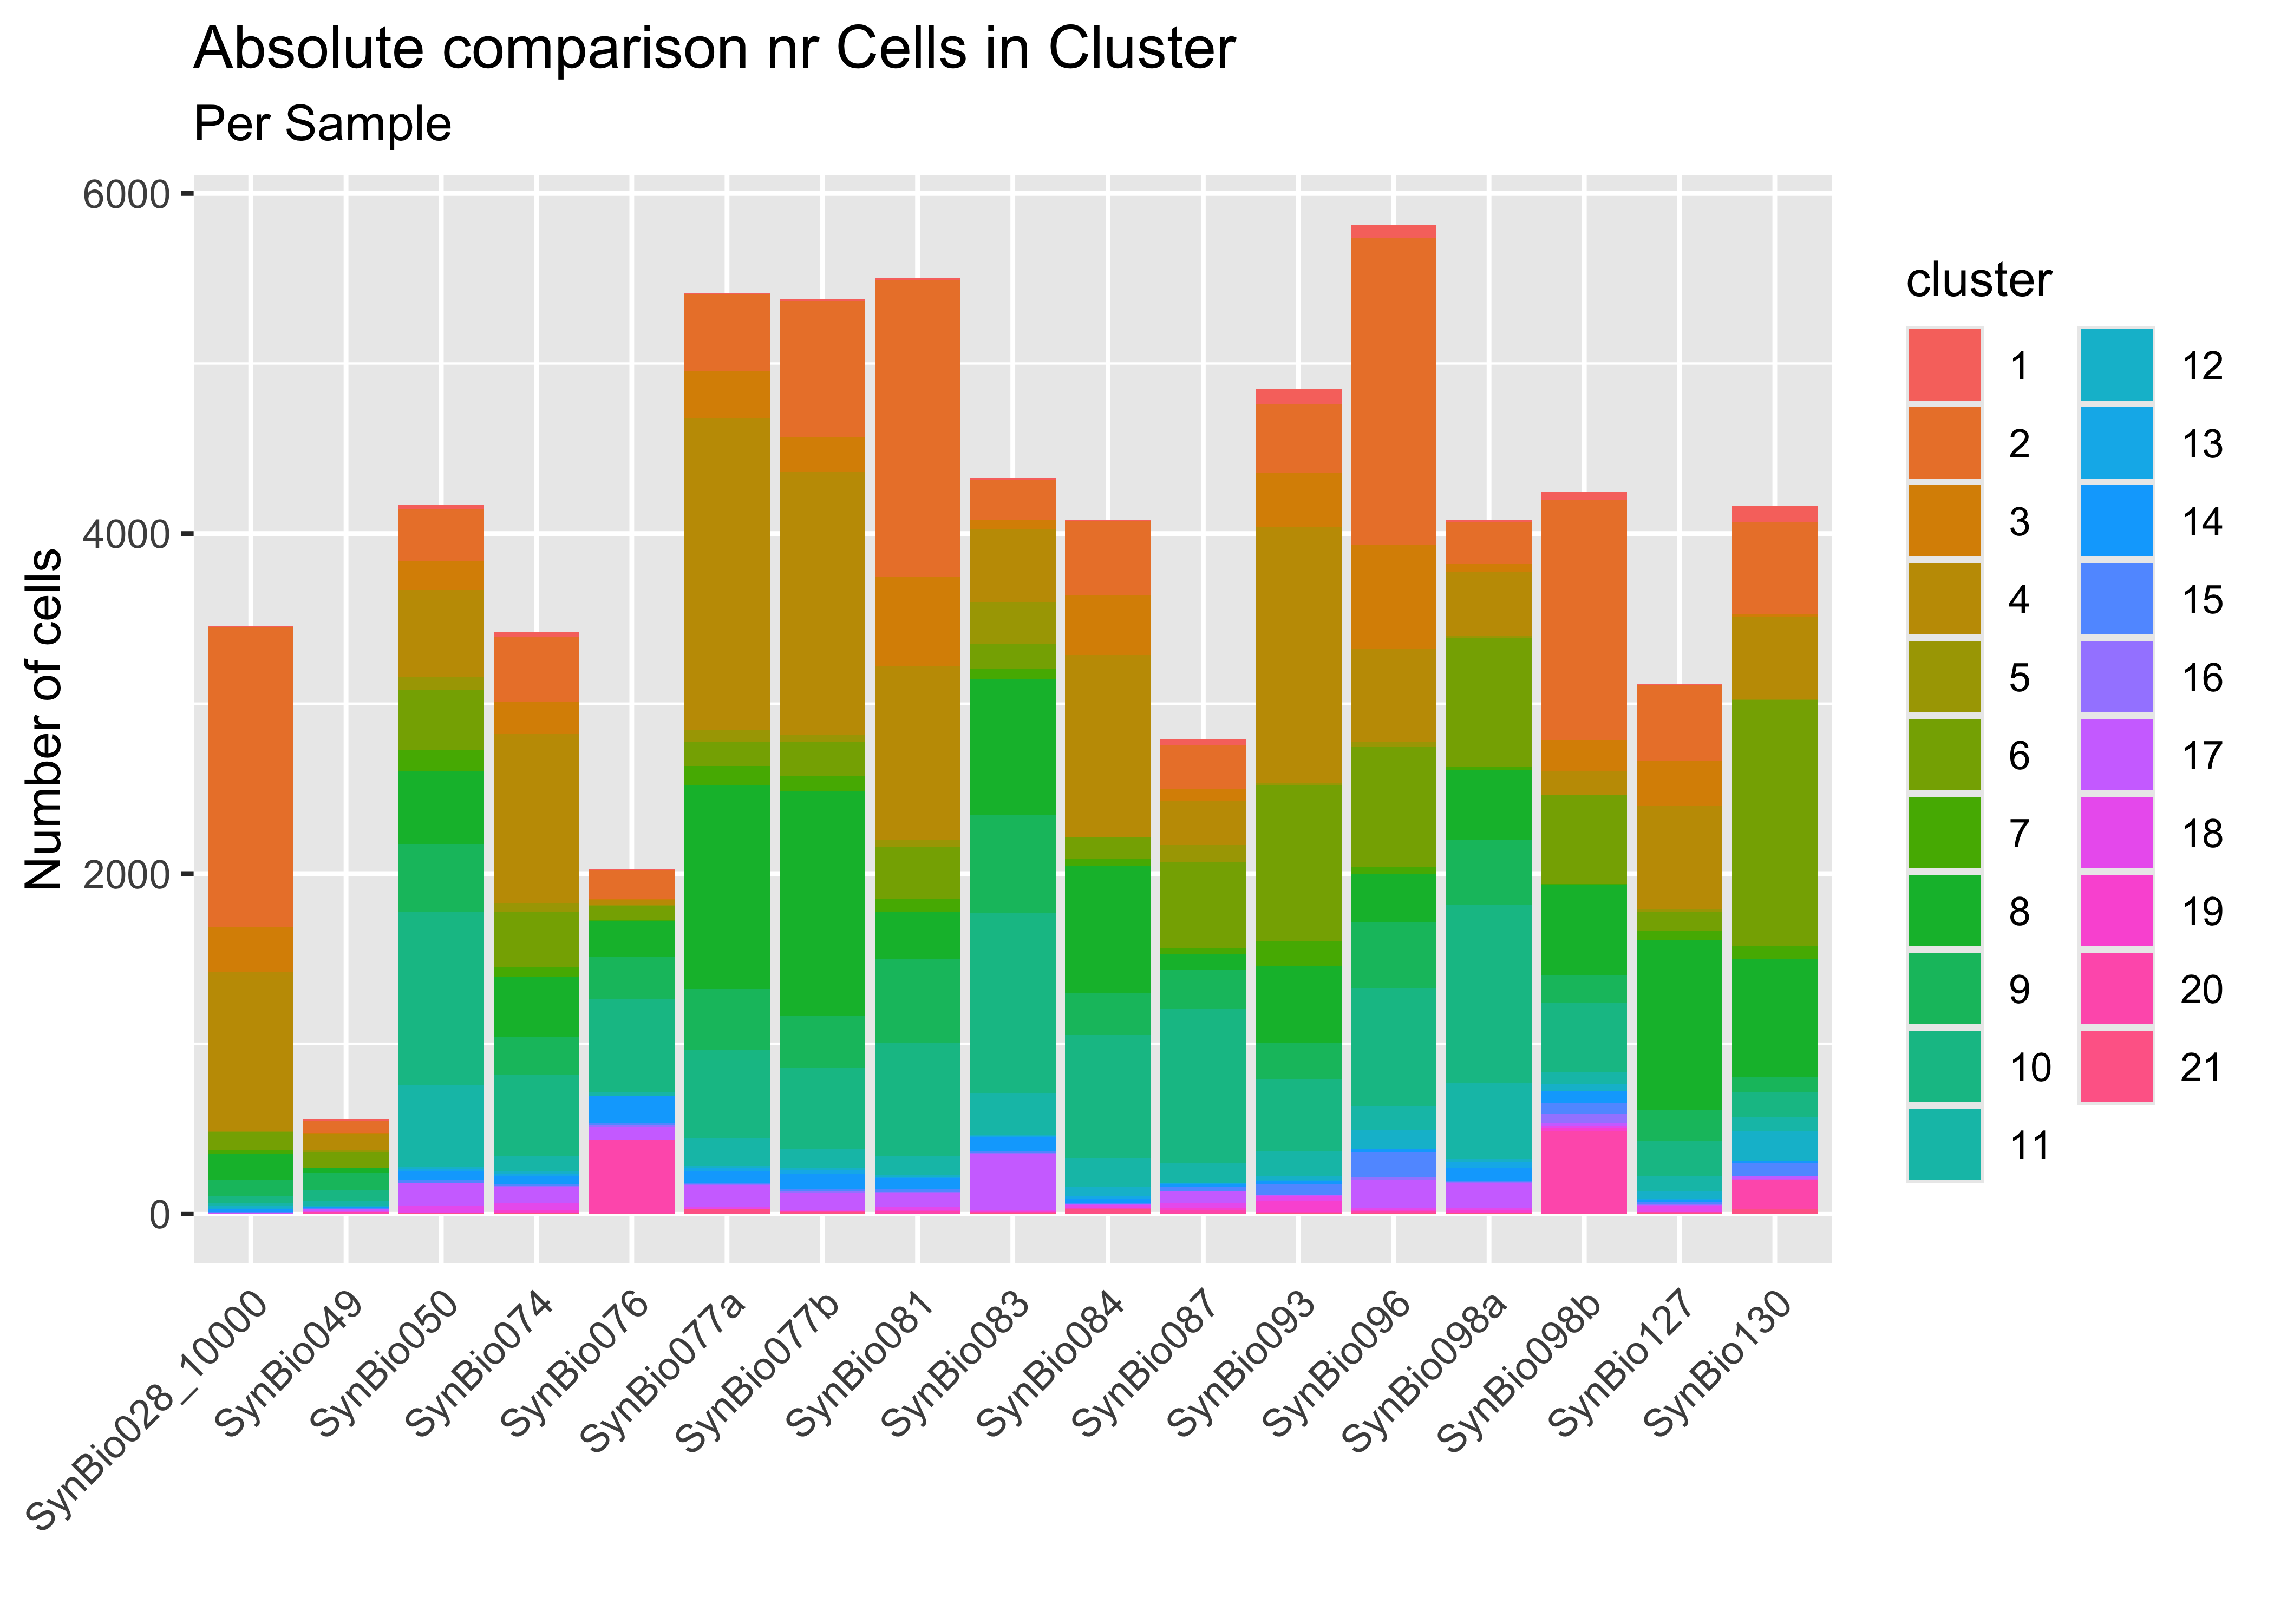 Absolute comparison nr Cells in Cluster
Per Sample
Number of cells
6000
4000
2000
0
SynBio028_10000
SynBio049
SynBio050
SynBio074
SynBio076
SynBio077a
SynBio077b
SynBio081
SynBio083
SynBio084
SynBio087
SynBio093
SynBio096
SynBio098a
SynBio098b
SynBio127
SynBio130
cluster
1
2
3
4
5
6
7
8
9
10
11
12
13
14
15
16
17
18
19
20
21